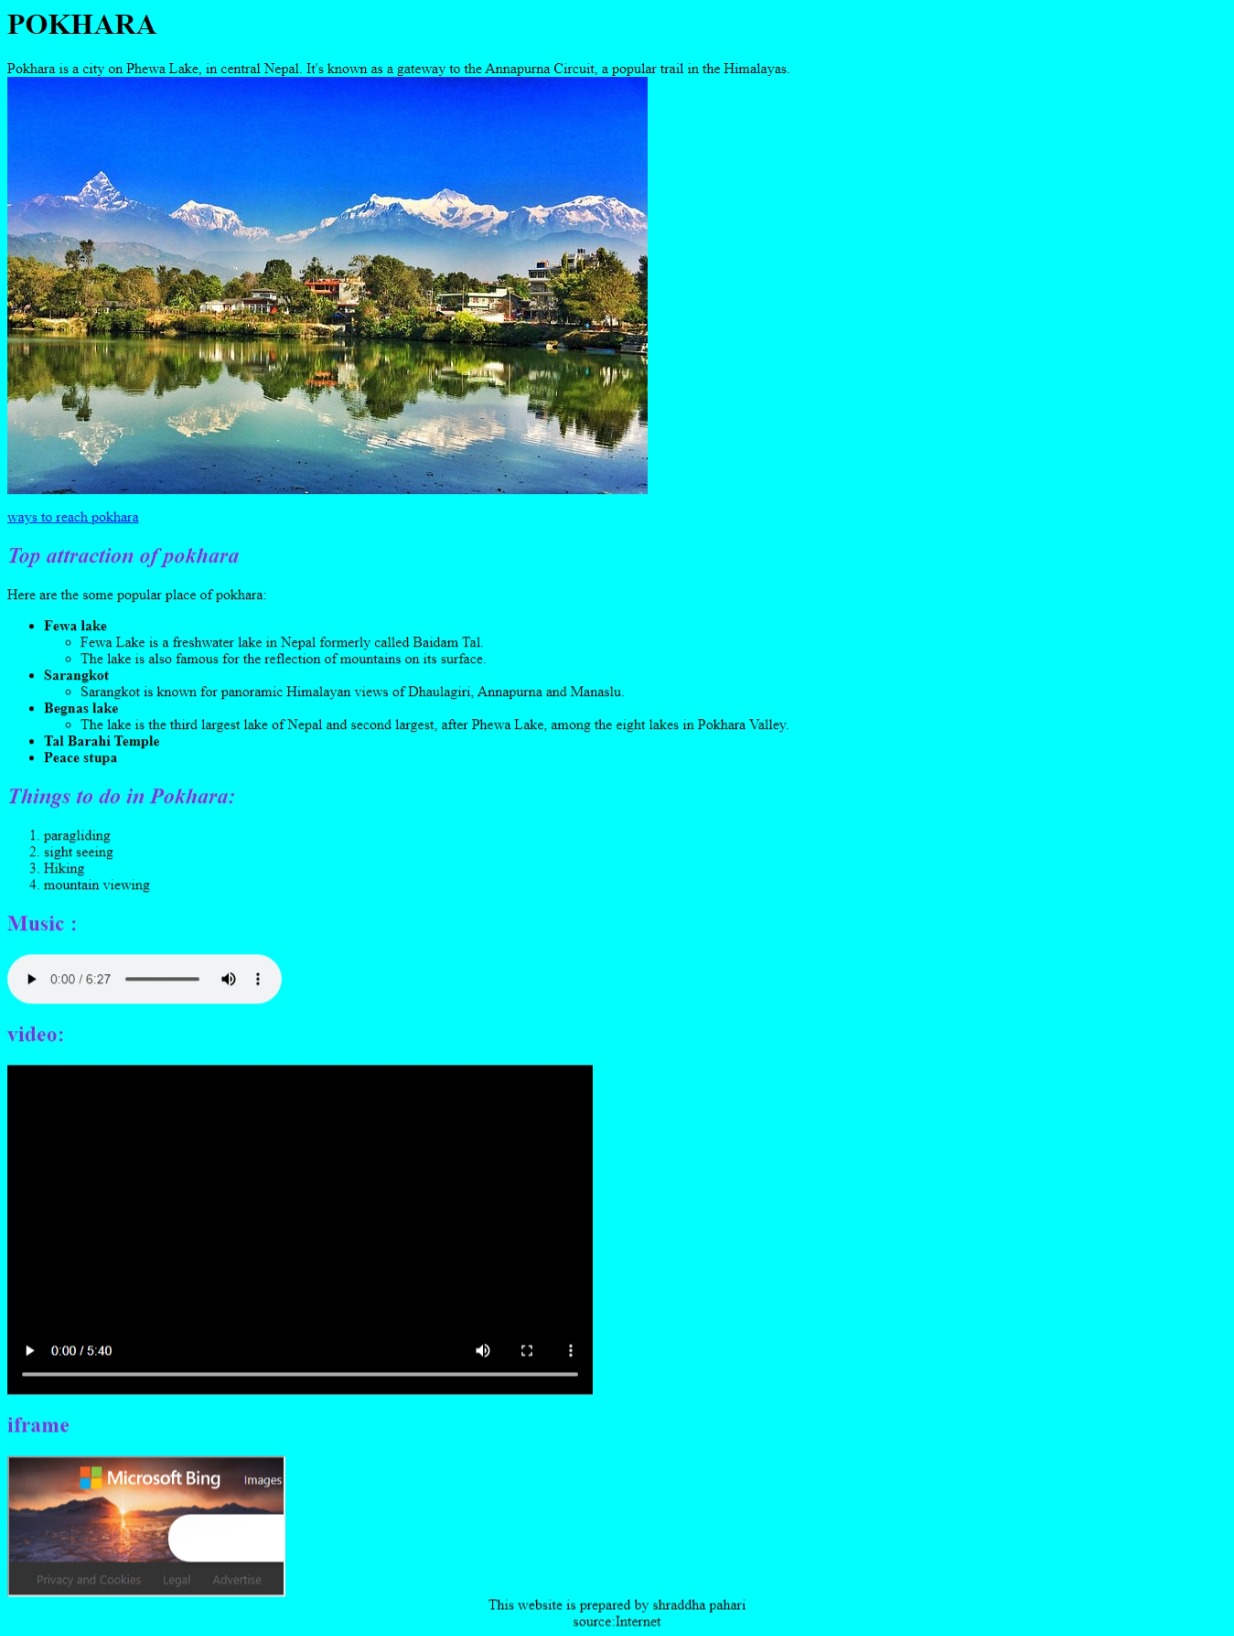 POKHARA
Pokhara is a city on Phewa Lake, in central Nepal. It's known as a gateway to the Annapurna Circuit, a popular trail in the Himalayas.
ways to reach pokhara
Top attraction of pokhara
Here are the some popular place of pokhara:
Fewa lake
Fewa Lake is a freshwater lake in Nepal formerly called Baidam Tal.
The lake is also famous for the reflection of mountains on its surface.
Sarangkot
Sarangkot is known for panoramic Himalayan views of Dhaulagiri, Annapurna and Manaslu.
Begnas lake
The lake is the third largest lake of Nepal and second largest, after Phewa Lake, among the eight lakes in Pokhara Valley.
Tal Barahi Temple
Peace stupa
Things to do in Pokhara:
1. paragliding
2. sight seeing
3. Hiking
4. mountain viewing
Music :
0:00 / 6:27
video:
0:00 / 5:40
iframe
Microsoft Bing Images
Privacy and Cookies Legal Advertise
This website is prepared by shraddha pahari
source:Internet